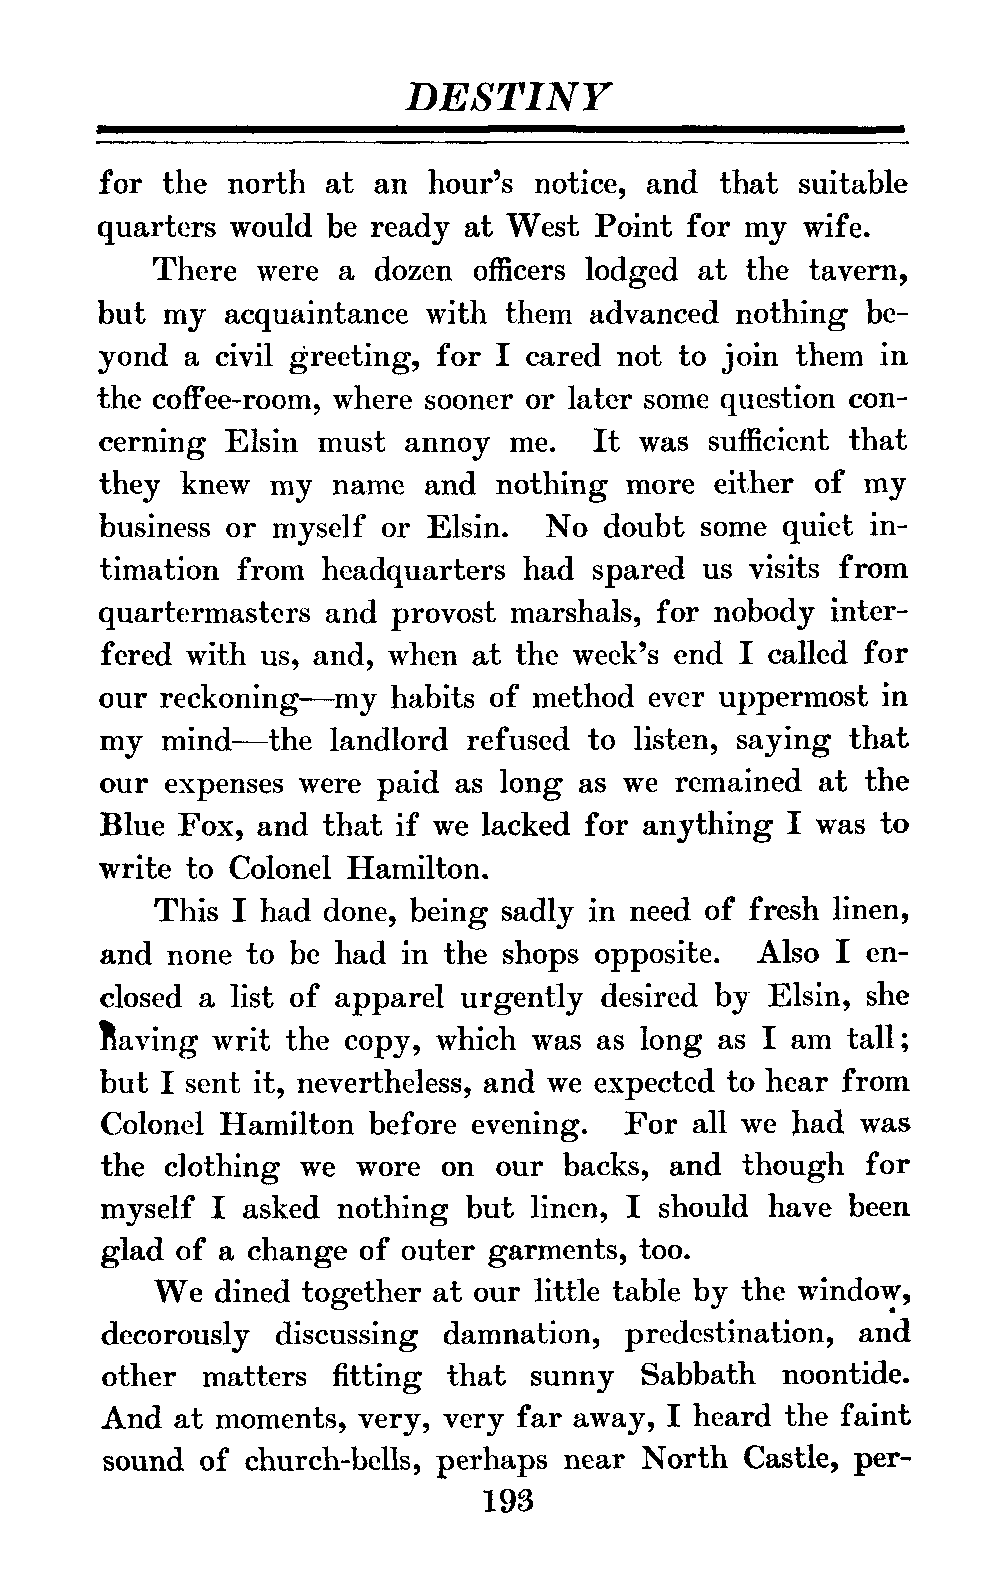 DESTINY
for the north at an hour's notice, and that suitable
quarters would be ready at West Point for my wife.
There were a dozen officers lodged at the tavern,
but my acquaintance with them advanced nothing be-
yond a civil greeting, for I cared not to join them in
the coffee-room, where sooner or later some question con-
cerning Elsin must annoy me. It was sufficient that
they knew my name and nothing more either of my
business or myself or Elsin. No doubt some quiet in-
timation from headquarters had spared us visits from
quartermasters and provost marshals, for nobody inter-
fered with us, and, when at the week's end I called for
our reckoning—my habits of method ever uppermost in
my mind—the landlord refused to listen, saying that
our expenses were paid as long as we remained at the
Blue Fox, and that if we lacked for anything I was to
write to Colonel Hamilton.
This I had done, being sadly in need of fresh linen,
and none to be had in the shops opposite. Also I en-
closed a list of apparel urgently desired by Elsin, she
having writ the copy, which was as long as I am tall;
but I sent it, nevertheless, and we expected to hear from
Colonel Hamilton before evening. For all we had was
the clothing we wore on our backs, and though for
myself I asked nothing but linen, I should have been
glad of a change of outer garments, too.
We dined together at our little table by the window,
decorously discussing damnation, predestination, and
other matters fitting that sunny Sabbath noontide.
And at moments, very, very far away, I heard the faint
sound of church-bells, perhaps near North Castle, per-
193